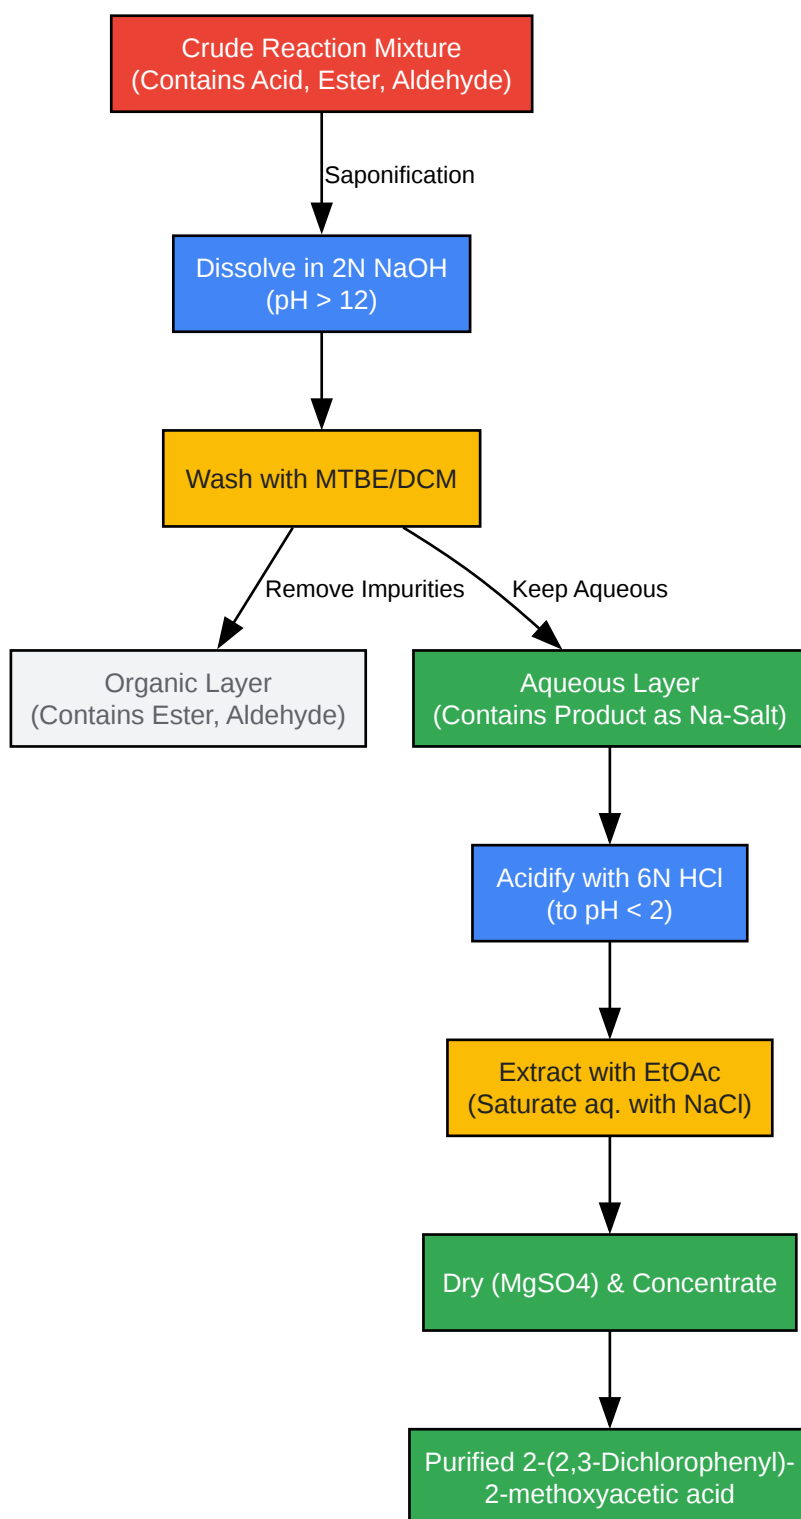 Crude Reaction Mixture
(Contains Acid, Ester, Aldehyde)
Saponification
Dissolve in 2N NaOH
(pH > 12)
Wash with MTBE/DCM
Remove Impurities
Keep Aqueous
Organic Layer
(Contains Ester, Aldehyde)
Aqueous Layer
(Contains Product as Na-Salt)
Acidify with 6N HCl
(to pH < 2)
Extract with EtOAc
(Saturate aq. with NaCl)
Dry (MgSO4) & Concentrate
Purified 2-(2,3-Dichlorophenyl)-
2-methoxyacetic acid